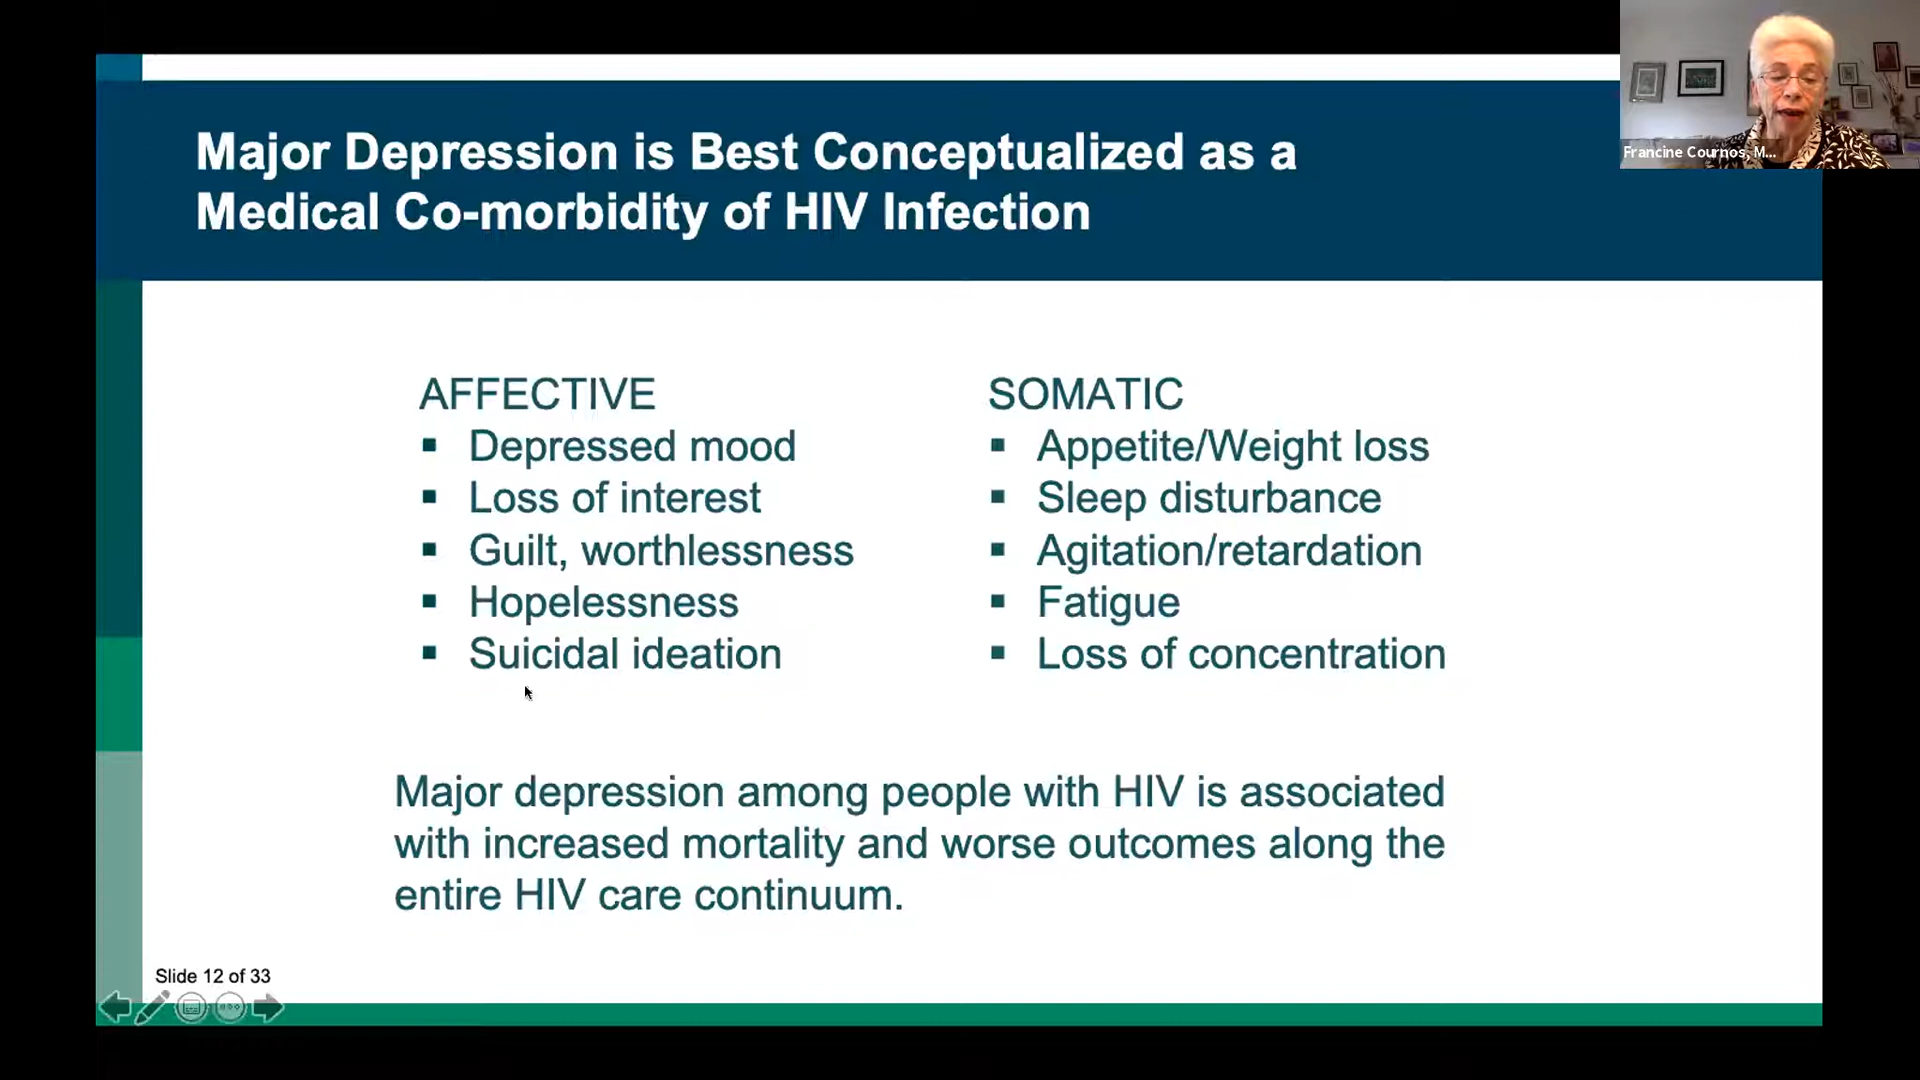 Major Depression is Best Conceptualized as a
Medical Co-morbidity of HIV Infection
Francine Cournos, M...
AFFECTIVE
▪ Depressed mood
▪ Loss of interest
▪ Guilt, worthlessness
▪ Hopelessness
▪ Suicidal ideation
SOMATIC
▪ Appetite/Weight loss
▪ Sleep disturbance
▪ Agitation/retardation
▪ Fatigue
▪ Loss of concentration
Major depression among people with HIV is associated
with increased mortality and worse outcomes along the
entire HIV care continuum.
Slide 12 of 33